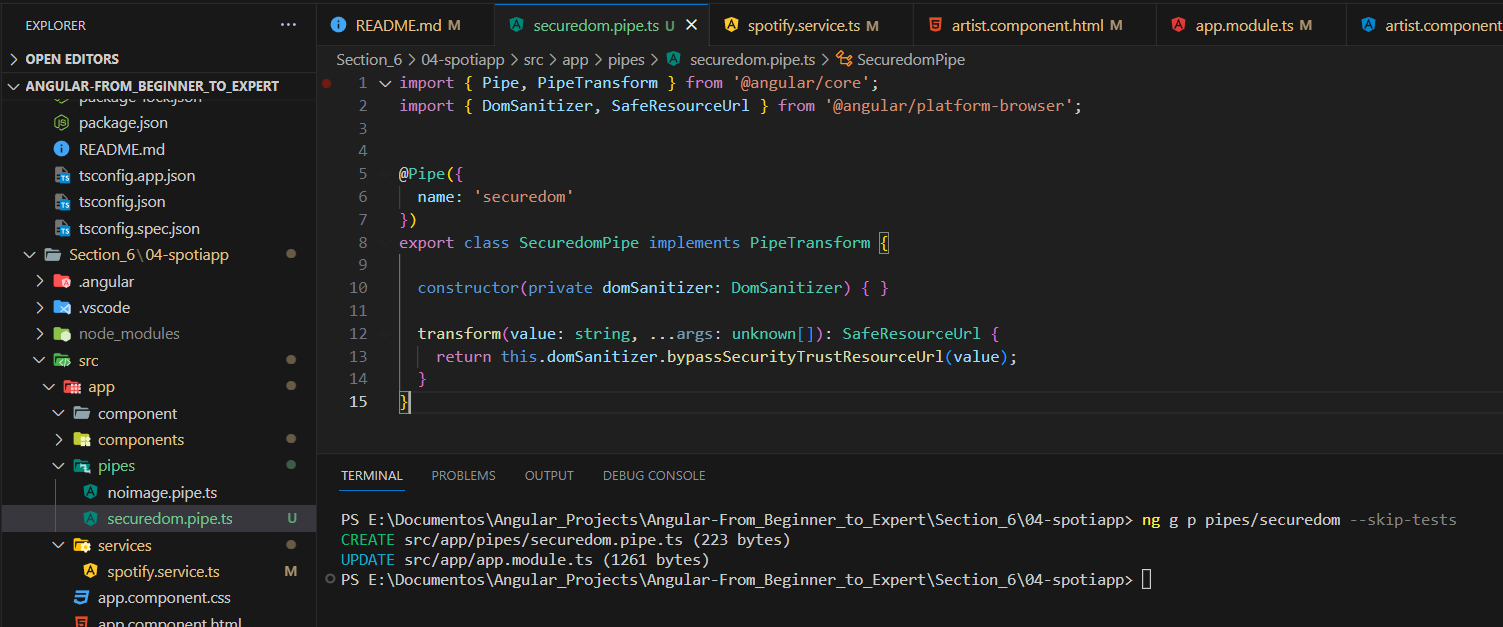 EXPLORER
···
README.md M
securedom.pipe.ts U
spotify.service.ts M
artist.component.html M
app.module.ts M
artist.component
OPEN EDITORS
ANGULAR-FROM_BEGINNER_TO_EXPERT
package-lock.json
package.json
README.md
tsconfig.app.json
tsconfig.json
tsconfig.spec.json
Section_6\04-spotiapp
.angular
.vscode
node_modules
src
app
component
components
pipes
noimage.pipe.ts
securedom.pipe.ts U
services
spotify.service.ts M
app.component.css
app.component.html
Section_6 > 04-spotiapp > src > app > pipes > securedom.pipe.ts > SecuredomPipe
1 import { Pipe, PipeTransform } from '@angular/core';
2 import { DomSanitizer, SafeResourceUrl } from '@angular/platform-browser';
3
4
5 @Pipe({
6 name: 'securedom'
7 })
8 export class SecuredomPipe implements PipeTransform {
9
10 constructor(private domSanitizer: DomSanitizer) { }
11
12 transform(value: string, ...args: unknown[]): SafeResourceUrl {
13 return this.domSanitizer.bypassSecurityTrustResourceUrl(value);
14 }
15 }
TERMINAL PROBLEMS OUTPUT DEBUG CONSOLE
PS E:\Documentos\Angular_Projects\Angular-From_Beginner_to_Expert\Section_6\04-spotiapp> ng g p pipes/securedom --skip-tests
CREATE src/app/pipes/securedom.pipe.ts (223 bytes)
UPDATE src/app/app.module.ts (1261 bytes)
PS E:\Documentos\Angular_Projects\Angular-From_Beginner_to_Expert\Section_6\04-spotiapp>